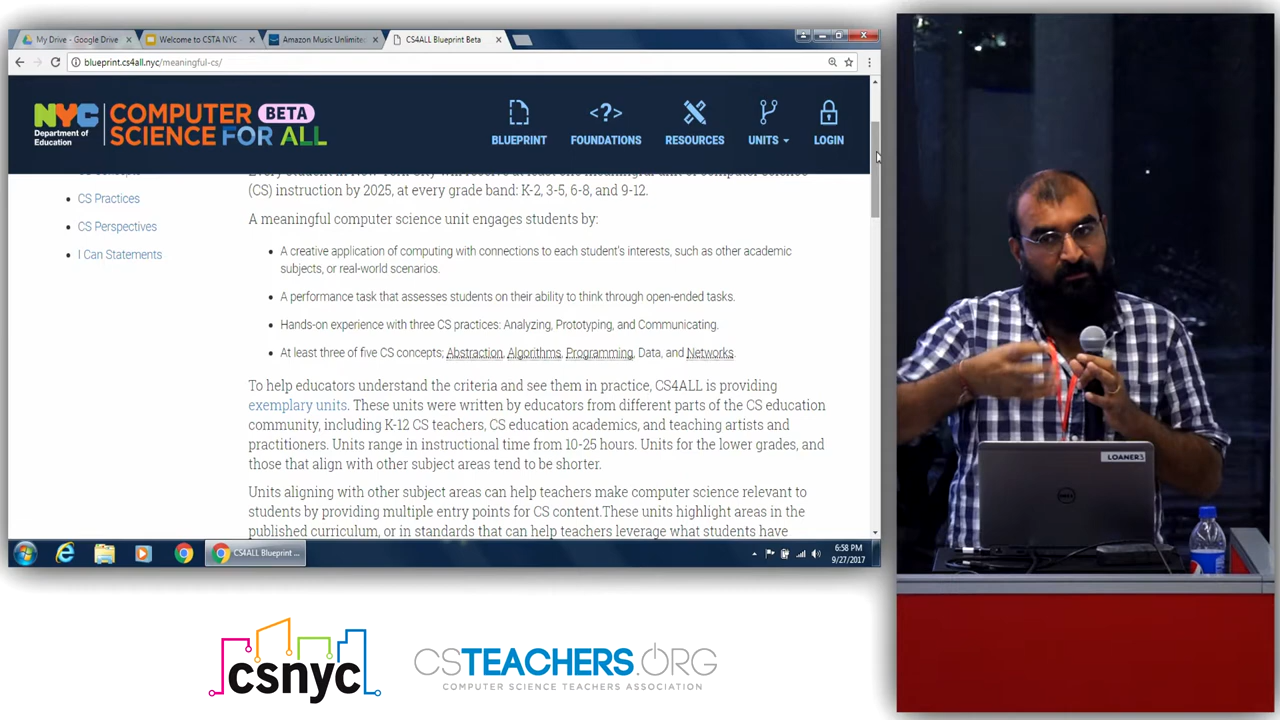 My Drive - Google Drive
Welcome to CSTA NYC -
Amazon Music Unlimite
CS4ALL Blueprint Beta
blueprint.cs4all.nyc/meaningful-cs/
NYC
Department of
Education
COMPUTER BETA
SCIENCE FOR ALL
BLUEPRINT
<?>
FOUNDATIONS
RESOURCES
UNITS
LOGIN
CS Practices
CS Perspectives
I Can Statements
(CS) instruction by 2025, at every grade band: K-2, 3-5, 6-8, and 9-12.
A meaningful computer science unit engages students by:
A creative application of computing with connections to each student's interests, such as other academic
subjects, or real-world scenarios.
A performance task that assesses students on their ability to think through open-ended tasks.
Hands-on experience with three CS practices: Analyzing, Prototyping, and Communicating.
At least three of five CS concepts; Abstraction, Algorithms, Programming, Data, and Networks.
To help educators understand the criteria and see them in practice, CS4ALL is providing
exemplary units. These units were written by educators from different parts of the CS education
community, including K-12 CS teachers, CS education academics, and teaching artists and
practitioners. Units range in instructional time from 10-25 hours. Units for the lower grades, and
those that align with other subject areas tend to be shorter.
Units aligning with other subject areas can help teachers make computer science relevant to
students by providing multiple entry points for CS content.These units highlight areas in the
published curriculum, or in standards that can help teachers leverage what students have
CS4ALL Blueprint ...
6:58 PM
9/27/2017
LOANER3
DELL
csnyc
CSTEACHERS.ORG
COMPUTER SCIENCE TEACHERS ASSOCIATION